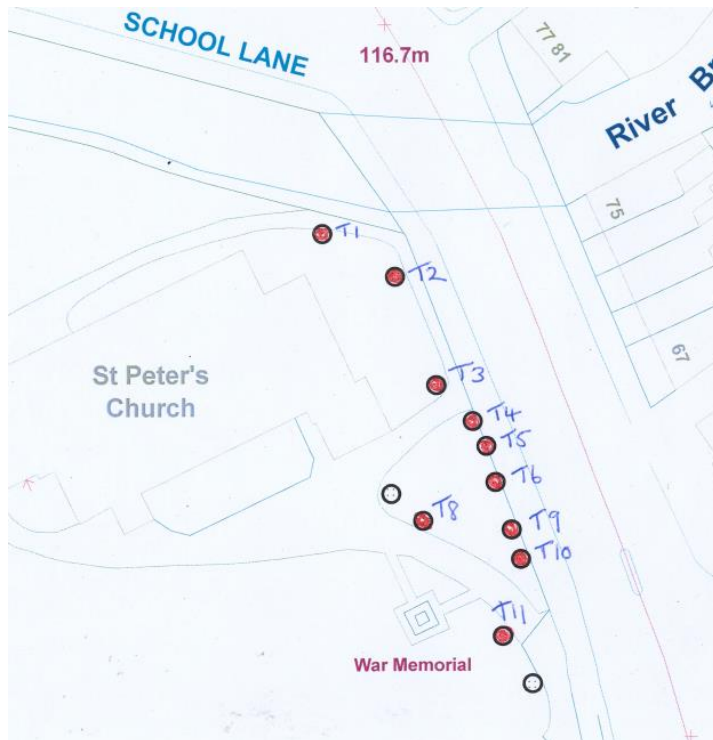 SCHOOL LANE
116.7m
77 81
River Br
75
67
St Peter's
Church
T1
T2
T3
T4
T5
T6
T8
T9
T10
T11
War Memorial